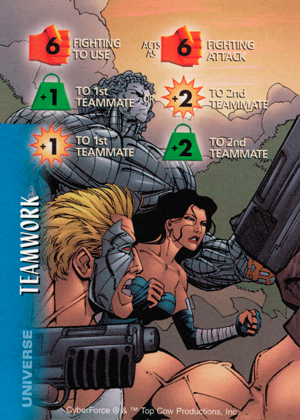 6 FIGHTING TO USE ACTS AS 6 FIGHTING ATTACK
+1 TO 1st TEAMMATE OR +2 TO 2nd TEAMMATE
+1 TO 1st TEAMMATE +2 TO 2nd TEAMMATE
TEAMWORK
UNIVERSE
CyberForce ® & ™ Top Cow Productions, Inc.